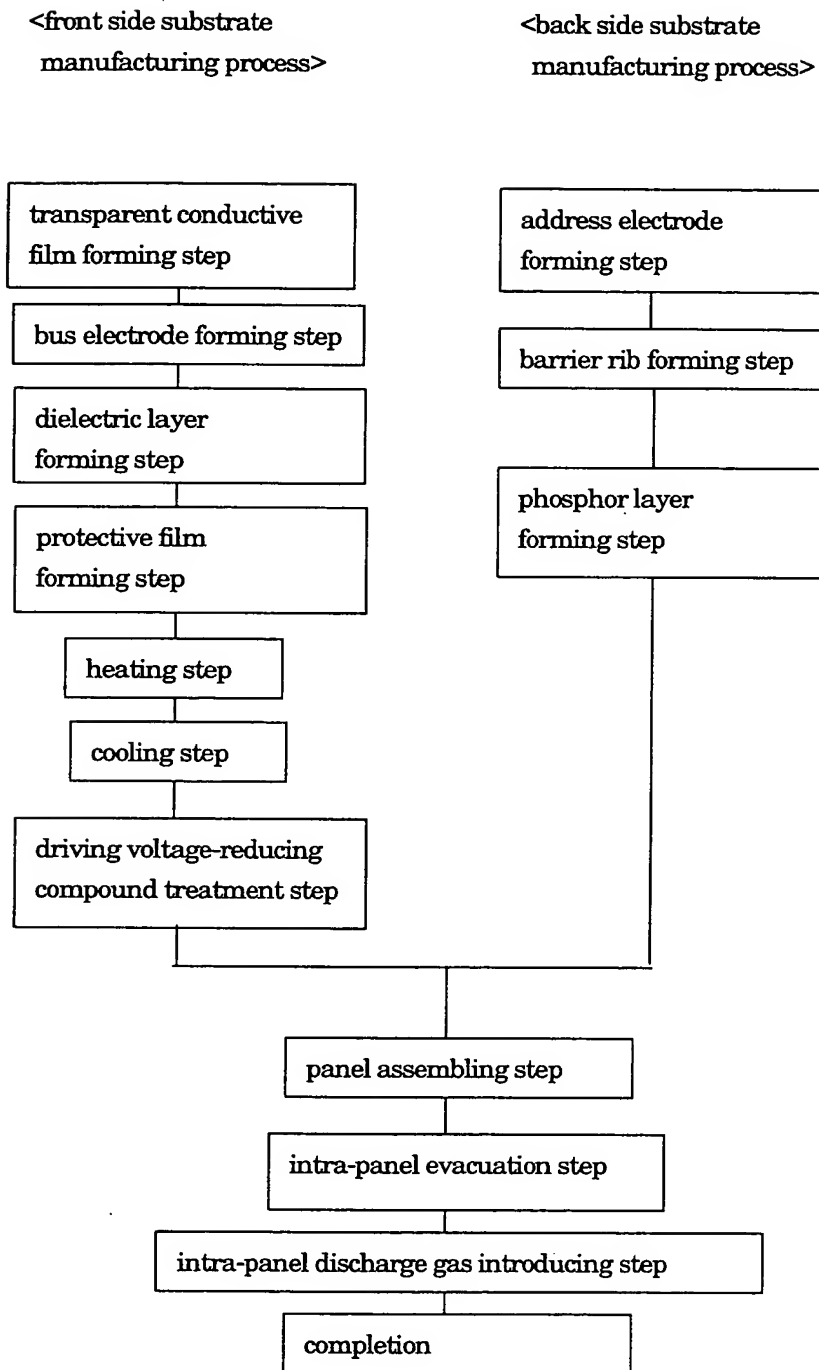 <front side substrate
manufacturing process>
<back side substrate
manufacturing process>
transparent conductive
film forming step
bus electrode forming step
dielectric layer
forming step
protective film
forming step
heating step
cooling step
driving voltage-reducing
compound treatment step
address electrode
forming step
barrier rib forming step
phosphor layer
forming step
panel assembling step
intra-panel evacuation step
intra-panel discharge gas introducing step
completion